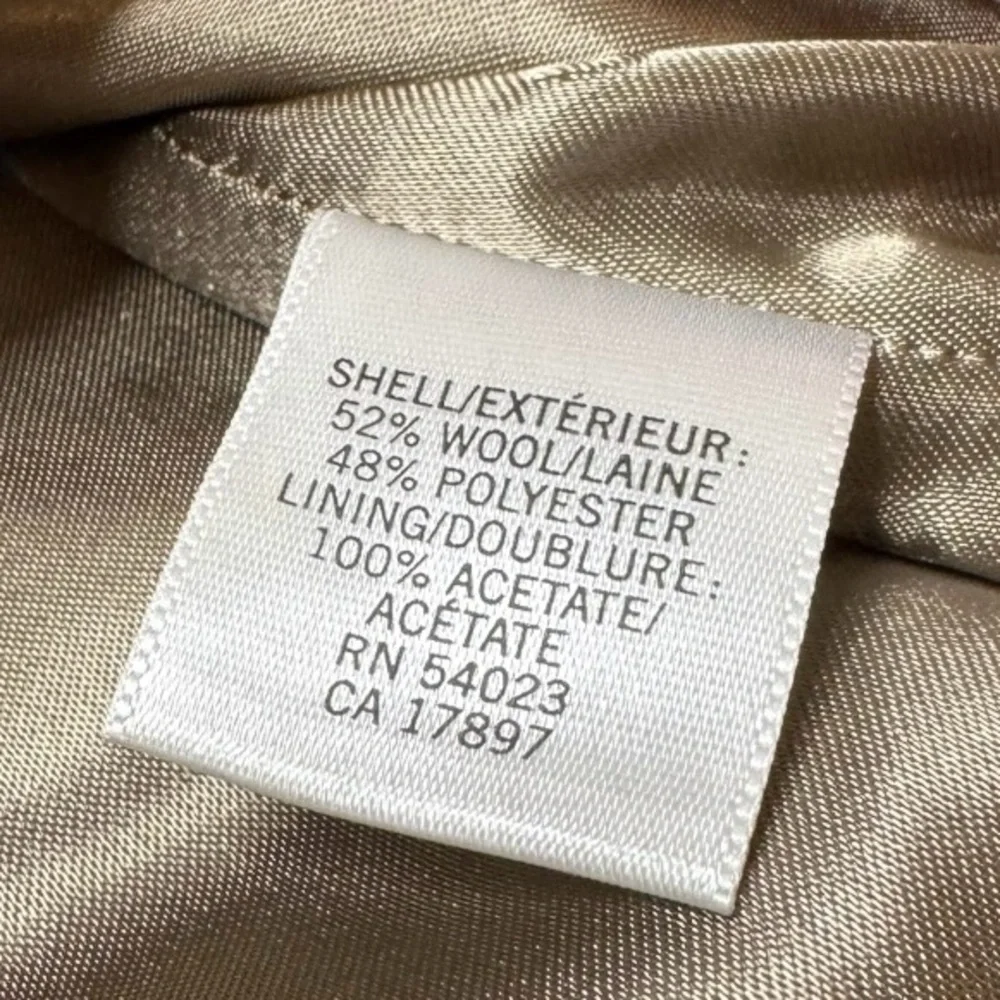 SHELL/EXTÉRIEUR:
52% WOOL/LAINE
48% POLYESTER
LINING/DOUBLURE:
100% ACETATE/
ACÉTATE
RN 54023
CA 17897